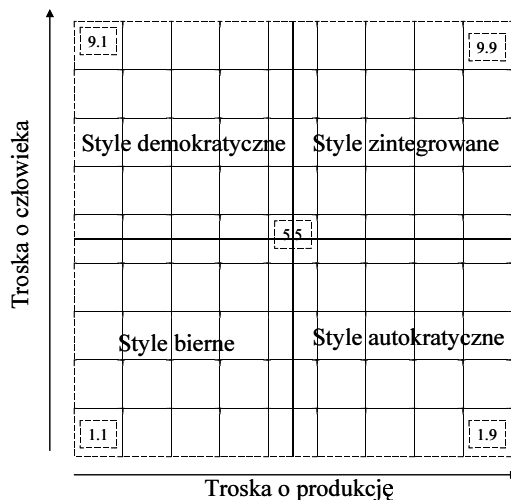 9.1
9.9
Style demokratyczne
Style zintegrowane
Troska o człowieka
5.5
Style bierne
Style autokratyczne
1.1
1.9
Troska o produkcję